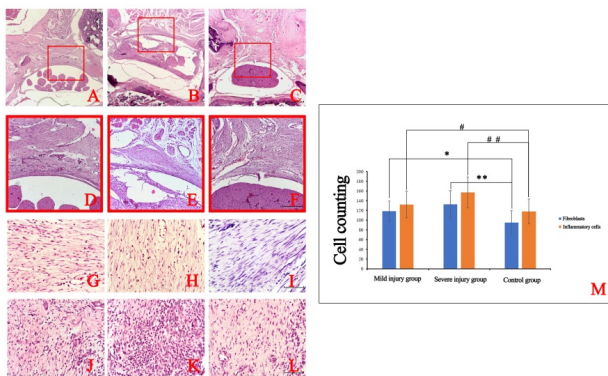 A
B
C
D
E
F
G
H
I
J
K
L
#
##
*
**
Cell counting
200
180
160
140
120
100
80
60
40
20
0
Mild injury group
Severe injury group
Control group
Fibroblasts
Inflammatory cells
M